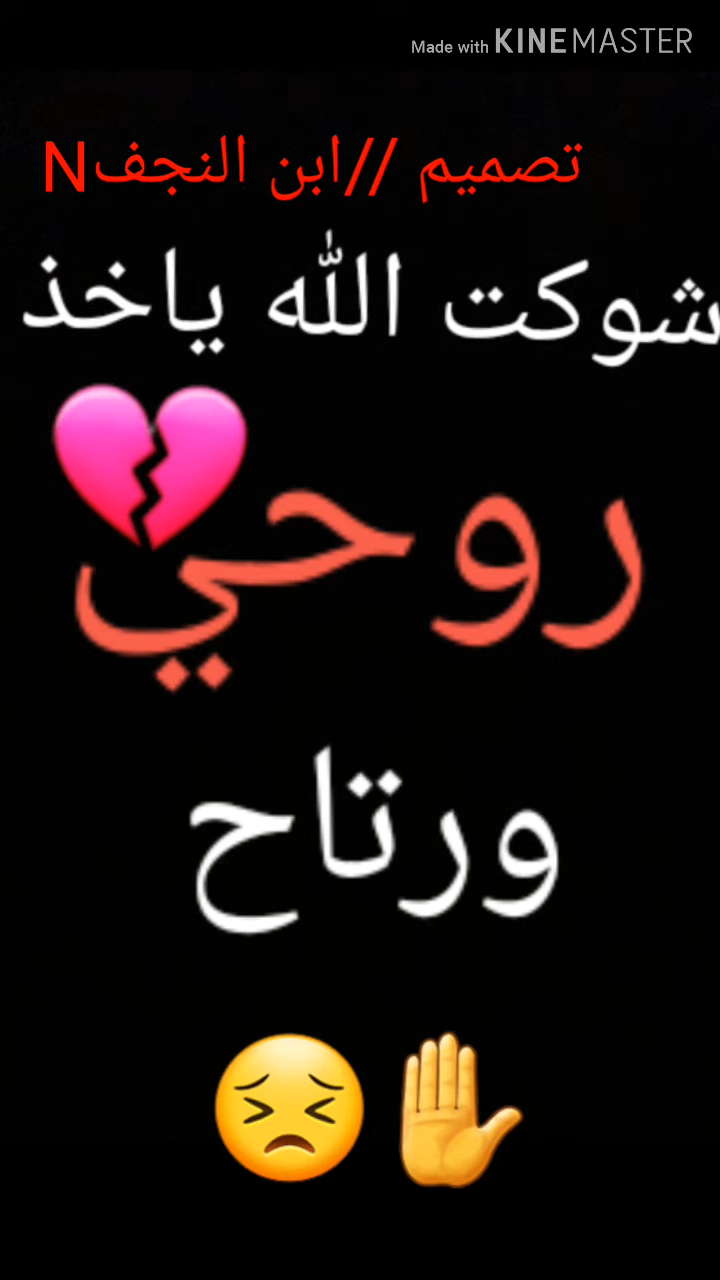 Made with KINEMASTER
تصميم //ابن النجفN
شوكت الله ياخذ
روحي
ورتاح